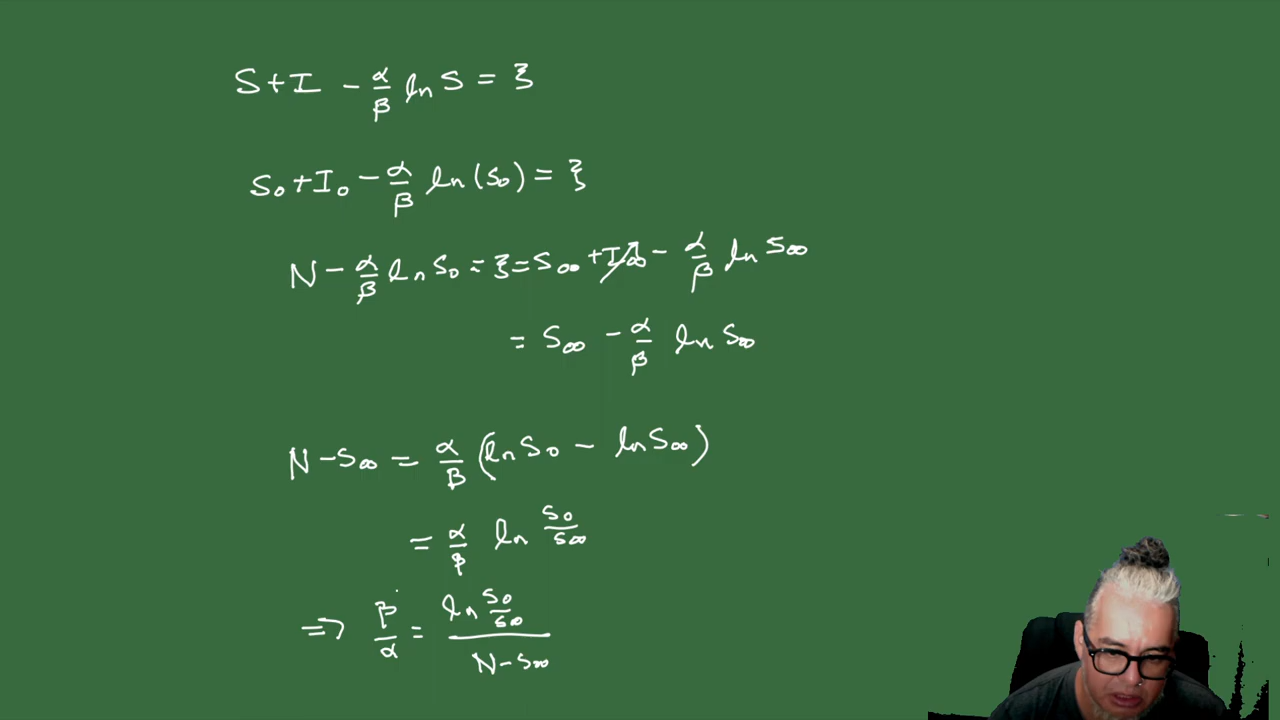 S+I - α/β ln S = ξ
S₀+I₀ - α/β ln(S₀) = ξ
N - α/β ln S₀ = ξ = S∞ + I∞ - α/β ln S∞
= S∞ - α/β ln S∞
N - S∞ = α/β (ln S₀ - ln S∞)
= α/β ln S₀/S∞
⇒ β/α = ln S₀/S∞ / N - S∞